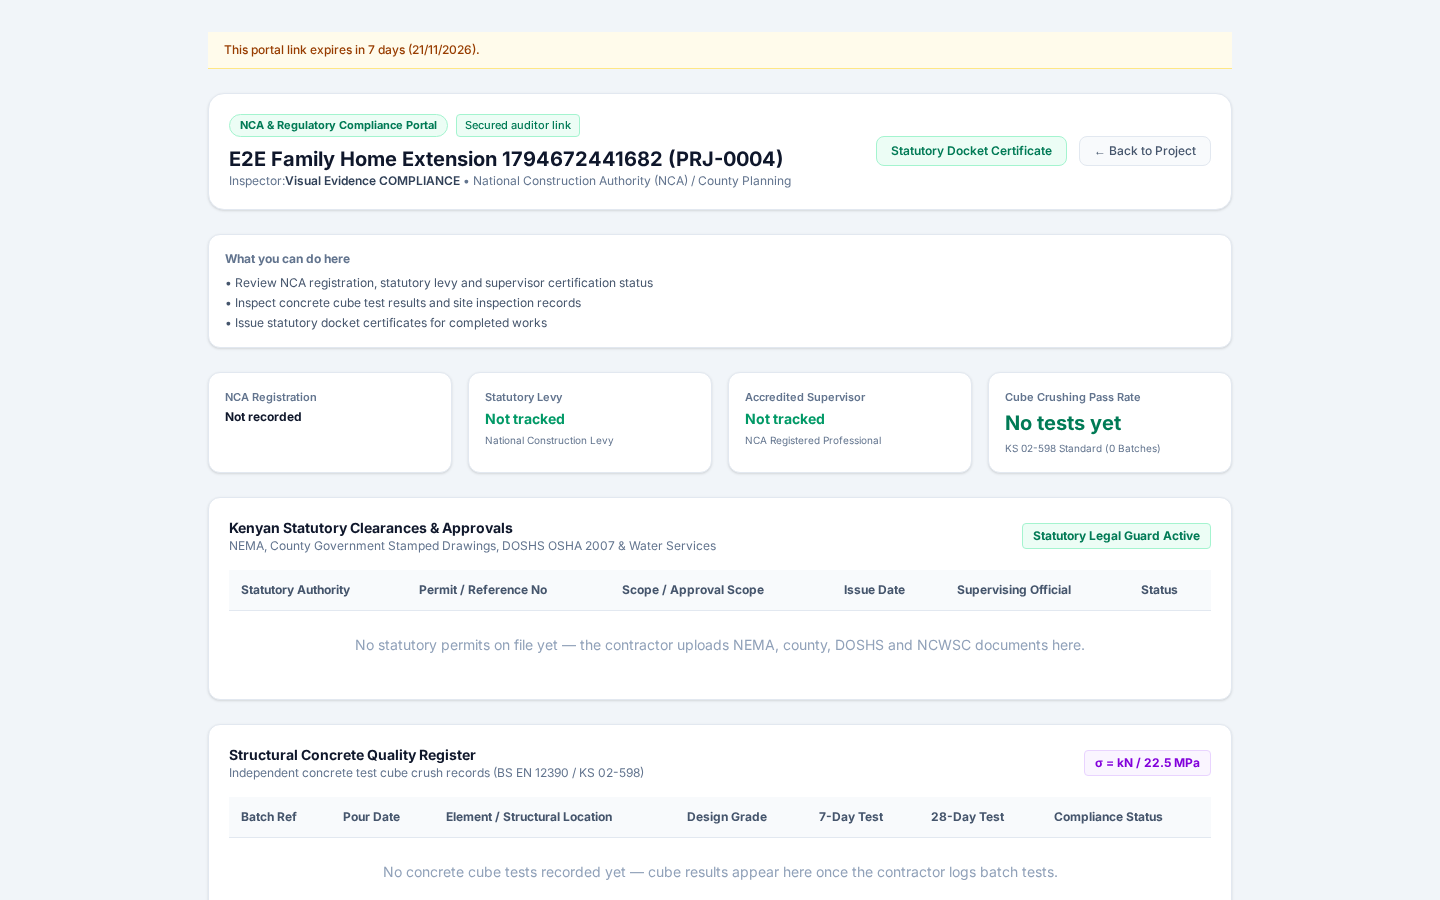 This portal link expires in 7 days (21/11/2026).
NCA & Regulatory Compliance Portal
Secured auditor link
E2E Family Home Extension 1794672441682 (PRJ-0004)
Inspector:Visual Evidence COMPLIANCE • National Construction Authority (NCA) / County Planning
Statutory Docket Certificate
← Back to Project
What you can do here
• Review NCA registration, statutory levy and supervisor certification status
• Inspect concrete cube test results and site inspection records
• Issue statutory docket certificates for completed works
NCA Registration
Not recorded
Statutory Levy
Not tracked
National Construction Levy
Accredited Supervisor
Not tracked
NCA Registered Professional
Cube Crushing Pass Rate
No tests yet
KS 02-598 Standard (0 Batches)
Kenyan Statutory Clearances & Approvals
NEMA, County Government Stamped Drawings, DOSHS OSHA 2007 & Water Services
Statutory Legal Guard Active
Statutory Authority Permit / Reference No Scope / Approval Scope Issue Date Supervising Official Status
No statutory permits on file yet — the contractor uploads NEMA, county, DOSHS and NCWSC documents here.
Structural Concrete Quality Register
Independent concrete test cube crush records (BS EN 12390 / KS 02-598)
σ = kN / 22.5 MPa
Batch Ref Pour Date Element / Structural Location Design Grade 7-Day Test 28-Day Test Compliance Status
No concrete cube tests recorded yet — cube results appear here once the contractor logs batch tests.